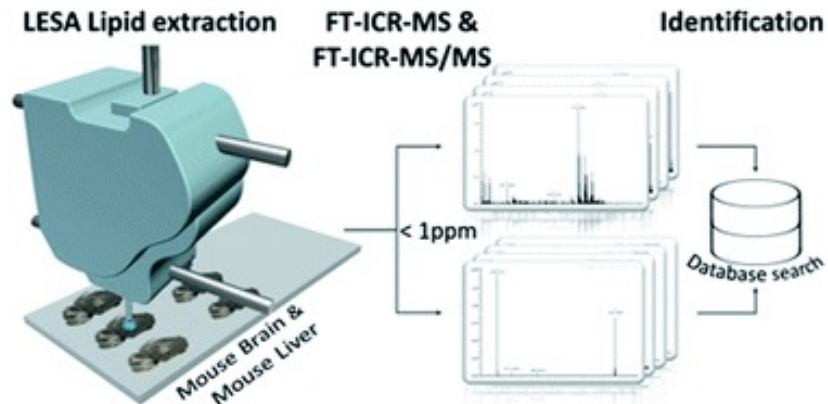 LESA Lipid extraction
FT-ICR-MS &
FT-ICR-MS/MS
Identification
< 1ppm
Database search
Mouse Brain &
Mouse Liver